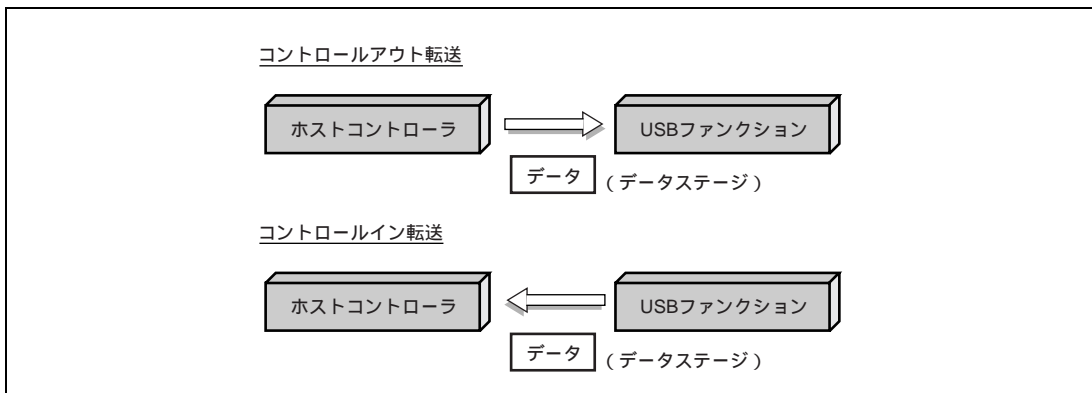 コントロールアウト転送
ホストコントローラ
USBファンクション
データ
(データステージ)
コントロールイン転送
ホストコントローラ
USBファンクション
データ
(データステージ)